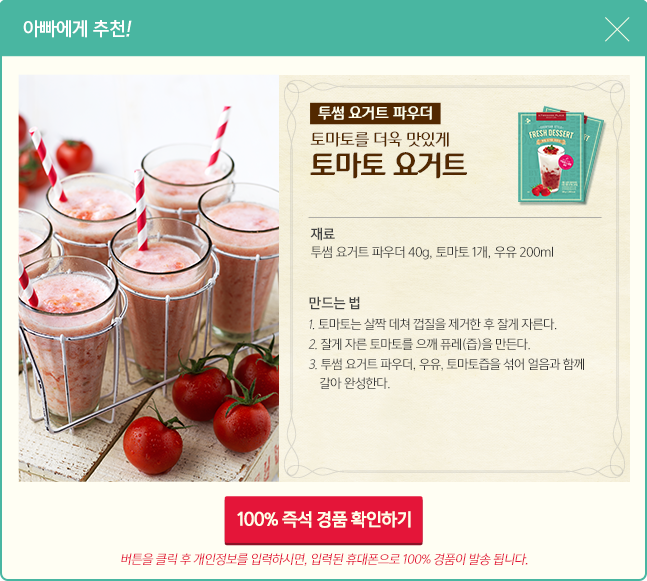 아빠에게 추천!
투썸 요거트 파우더
토마토를 더욱 맛있게
토마토 요거트
FRESH DESSERT
재료
투썸 요거트 파우더 40g, 토마토 1개, 우유 200ml
만드는 법
1. 토마토는 살짝 데쳐 껍질을 제거한 후 잘게 자른다.
2. 잘게 자른 토마토를 으깨 퓨레(즙)을 만든다.
3. 투썸 요거트 파우더, 우유, 토마토즙을 섞어 얼음과 함께
갈아 완성한다.
100% 즉석 경품 확인하기
버튼을 클릭 후 개인정보를 입력하시면, 입력된 휴대폰으로 100% 경품이 발송 됩니다.